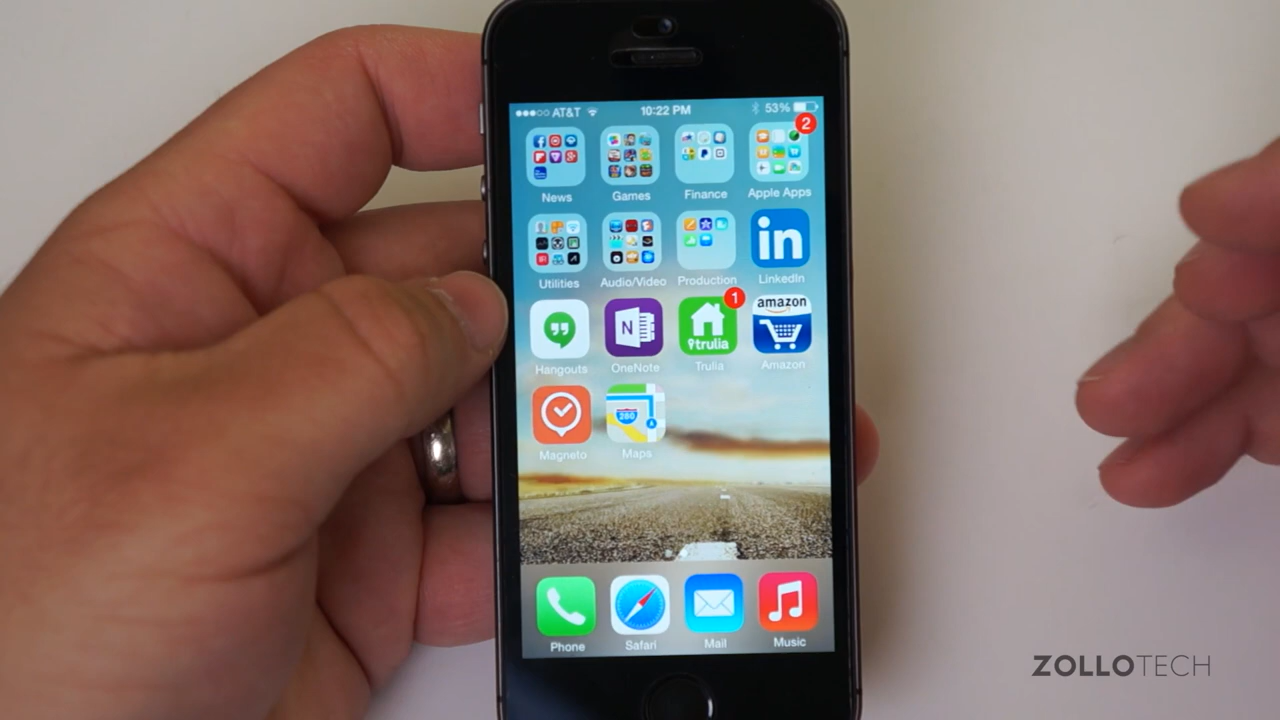 AT&T 10:22 PM 53%
2
News Games Finance Apple Apps
in
Utilities Audio/Video Production LinkedIn
1
N trulia amazon
Hangouts OneNote Trulia Amazon
280
Magneto Maps
Phone Safari Mail Music
ZOLLOTECH